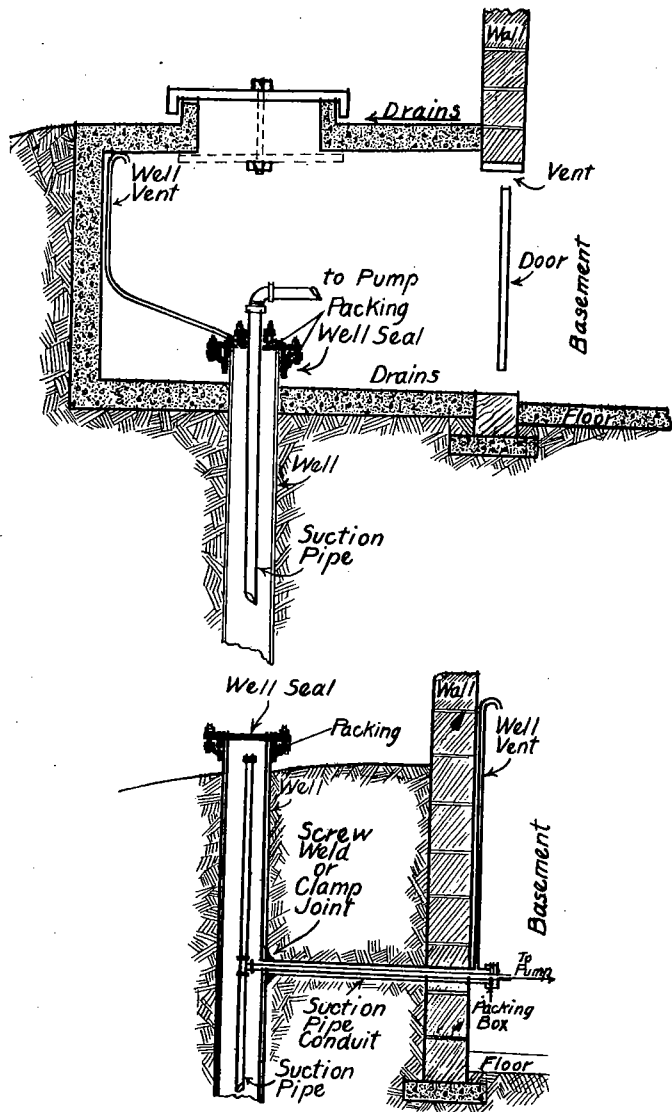 Wall
Drains
Well
Vent
Vent
Door
Basement
to Pump
Packing
Well Seal
Drains
Floor
Well
Suction
Pipe
Well Seal
Packing
Wall
Well
Vent
Well
Screw
Weld
or
Clamp
Joint
Basement
To
Pump
Suction
Pipe
Conduit
Packing
Box
Floor
Suction
Pipe